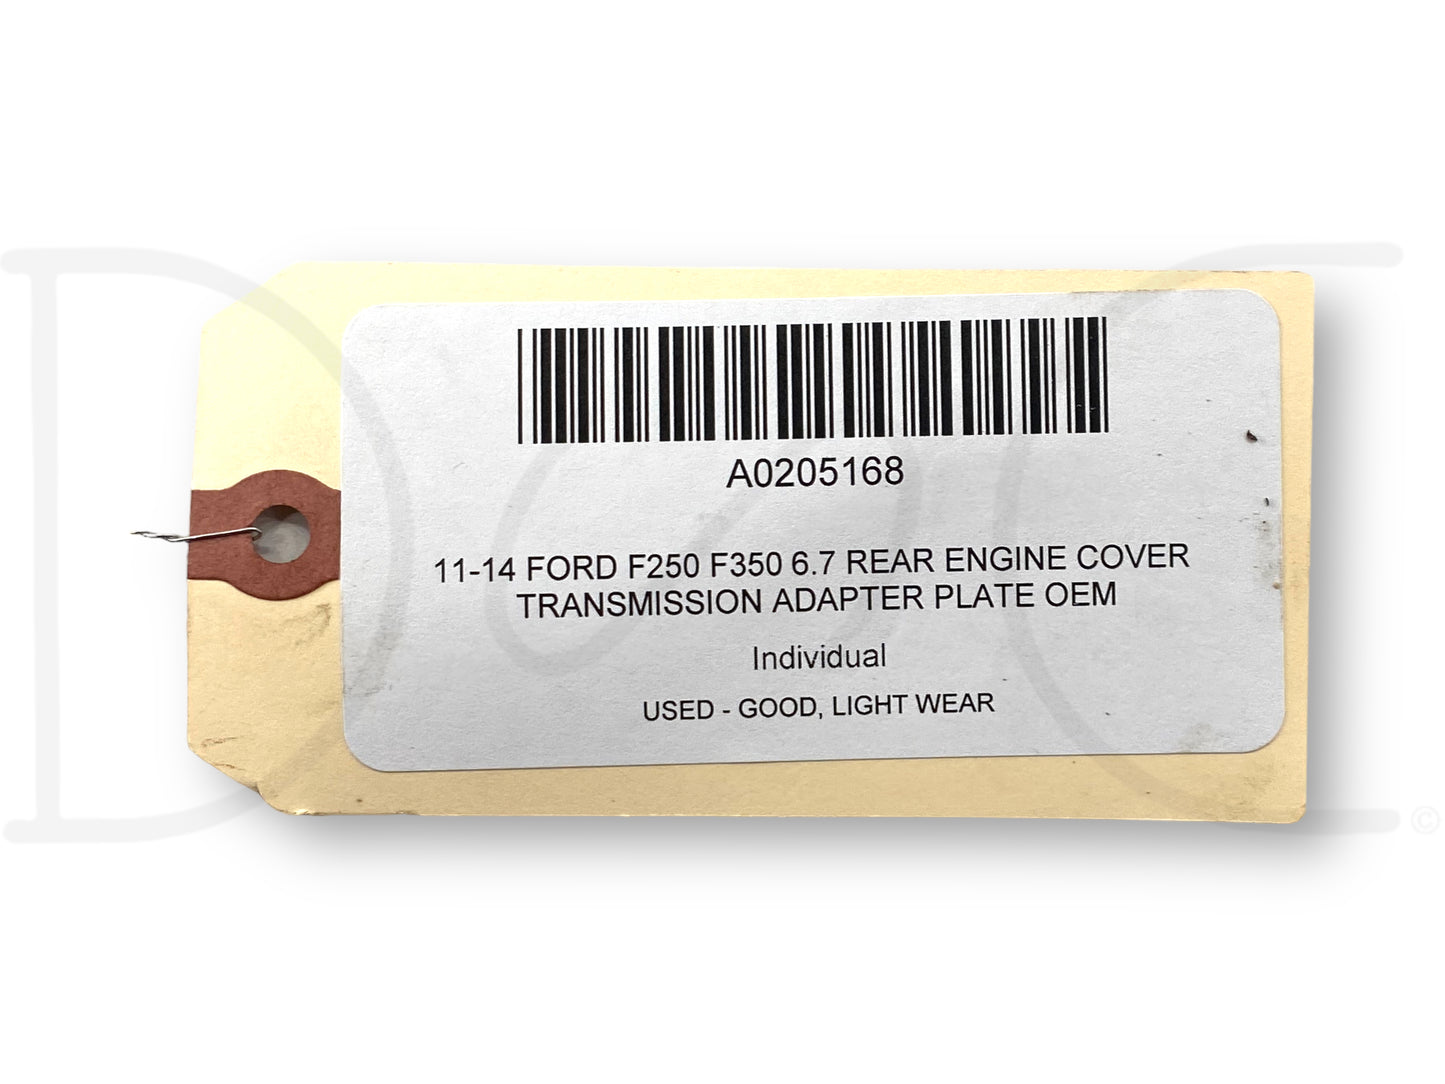 A0205168
11-14 FORD F250 F350 6.7 REAR ENGINE COVER
TRANSMISSION ADAPTER PLATE OEM
Individual
USED - GOOD, LIGHT WEAR
D&C
©